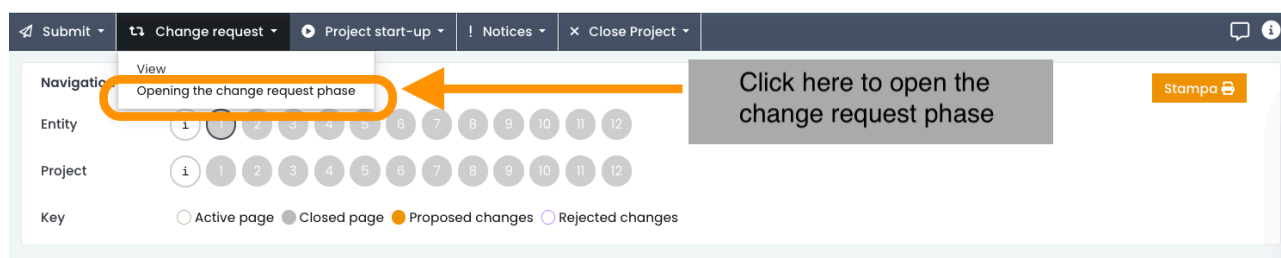 Submit
Change request
Project start-up
! Notices
Close Project
View
Opening the change request phase
Click here to open the
change request phase
Navigation
Stampa
Entity
i 1 2 3 4 5 6 7 8 9 10 11 12
Project
i 1 2 3 4 5 6 7 8 9 10 11 12
Key
Active page
Closed page
Proposed changes
Rejected changes